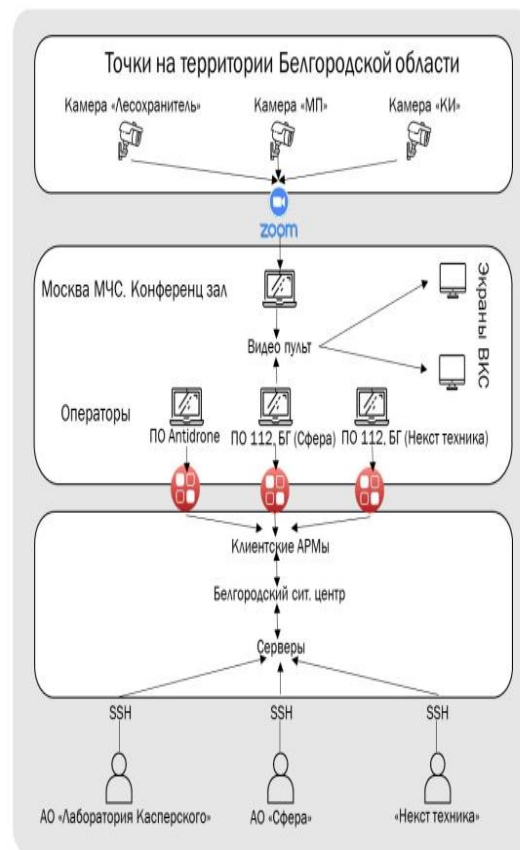 Точки на территории Белгородской области
Камера «Лесохранитель»
Камера «МП»
Камера «КИ»
zoom
Москва МЧС. Конференц зал
Видео пульт
Экраны ВКС
Операторы
ПО Antidrone
ПО 112, БГ (Сфера)
ПО 112, БГ (Некст техника)
Клиентские АРМы
Белгородский сит. центр
Серверы
SSH
SSH
SSH
АО «Лаборатория Касперского»
АО «Сфера»
«Некст техника»